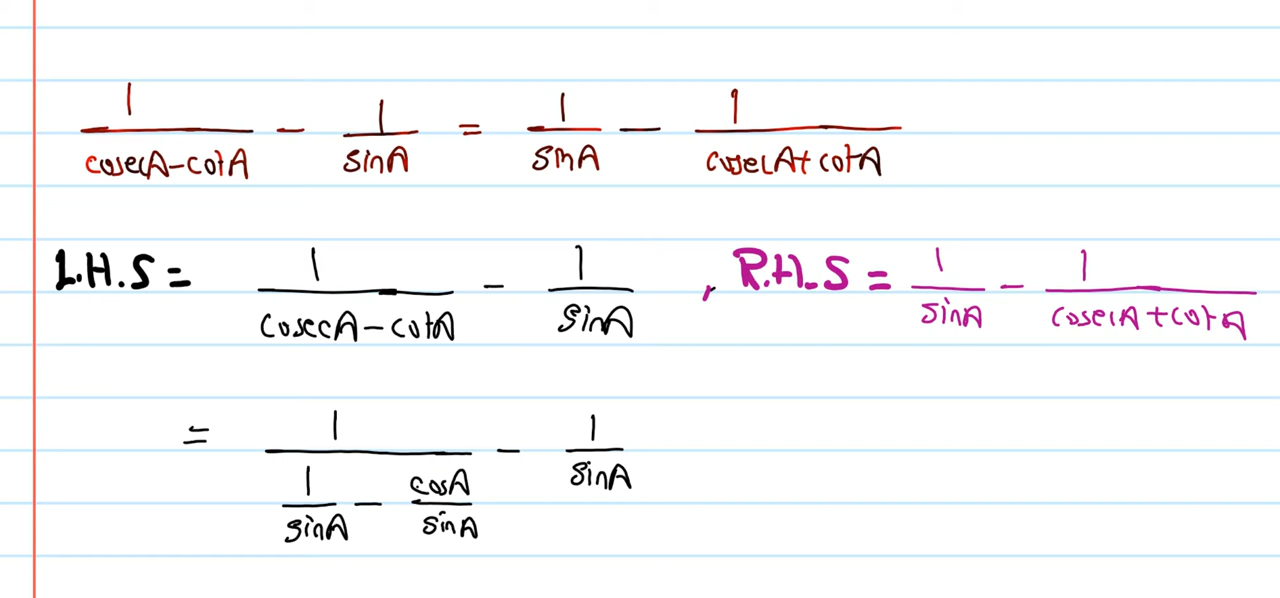 1/(cosecA-cotA) - 1/sinA = 1/sinA - 1/(cosecA+cotA)
L.H.S = 1/(cosecA-cotA) - 1/sinA , R.H.S = 1/sinA - 1/(cosecA+cotA)
= 1/(1/sinA - cosA/sinA) - 1/sinA